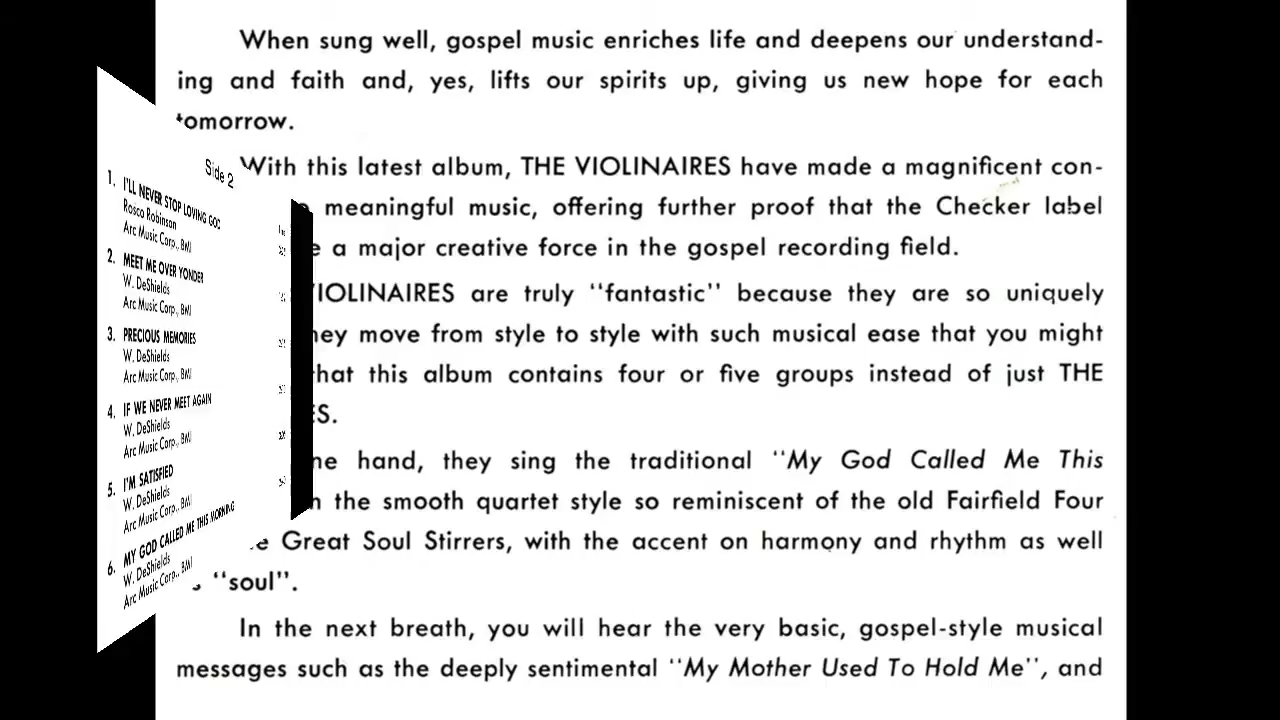 When sung well, gospel music enriches life and deepens our understand-
ing and faith and, yes, lifts our spirits up, giving us new hope for each
tomorrow.
With this latest album, THE VIOLINAIRES have made a magnificent con-
meaningful music, offering further proof that the Checker label
a major creative force in the gospel recording field.
VIOLINAIRES are truly "fantastic" because they are so uniquely
they move from style to style with such musical ease that you might
that this album contains four or five groups instead of just THE
hand, they sing the traditional "My God Called Me This
the smooth quartet style so reminiscent of the old Fairfield Four
Great Soul Stirrers, with the accent on harmony and rhythm as well
"soul".
In the next breath, you will hear the very basic, gospel-style musical
messages such as the deeply sentimental "My Mother Used To Hold Me", and
Side 2
1. I'LL NEVER STOP LOVING GOD
Rosco Robinson
Arc Music Corp., BMI
2. MEET ME OVER YONDER
W. DeShields
Arc Music Corp., BMI
3. PRECIOUS MEMORIES
W. DeShields
Arc Music Corp., BMI
4. IF WE NEVER MEET AGAIN
W. DeShields
Arc Music Corp., BMI
5. I'M SATISFIED
W. DeShields
Arc Music Corp., BMI
6. MY GOD CALLED ME THIS MORNING
W. DeShields
Arc Music Corp., BMI